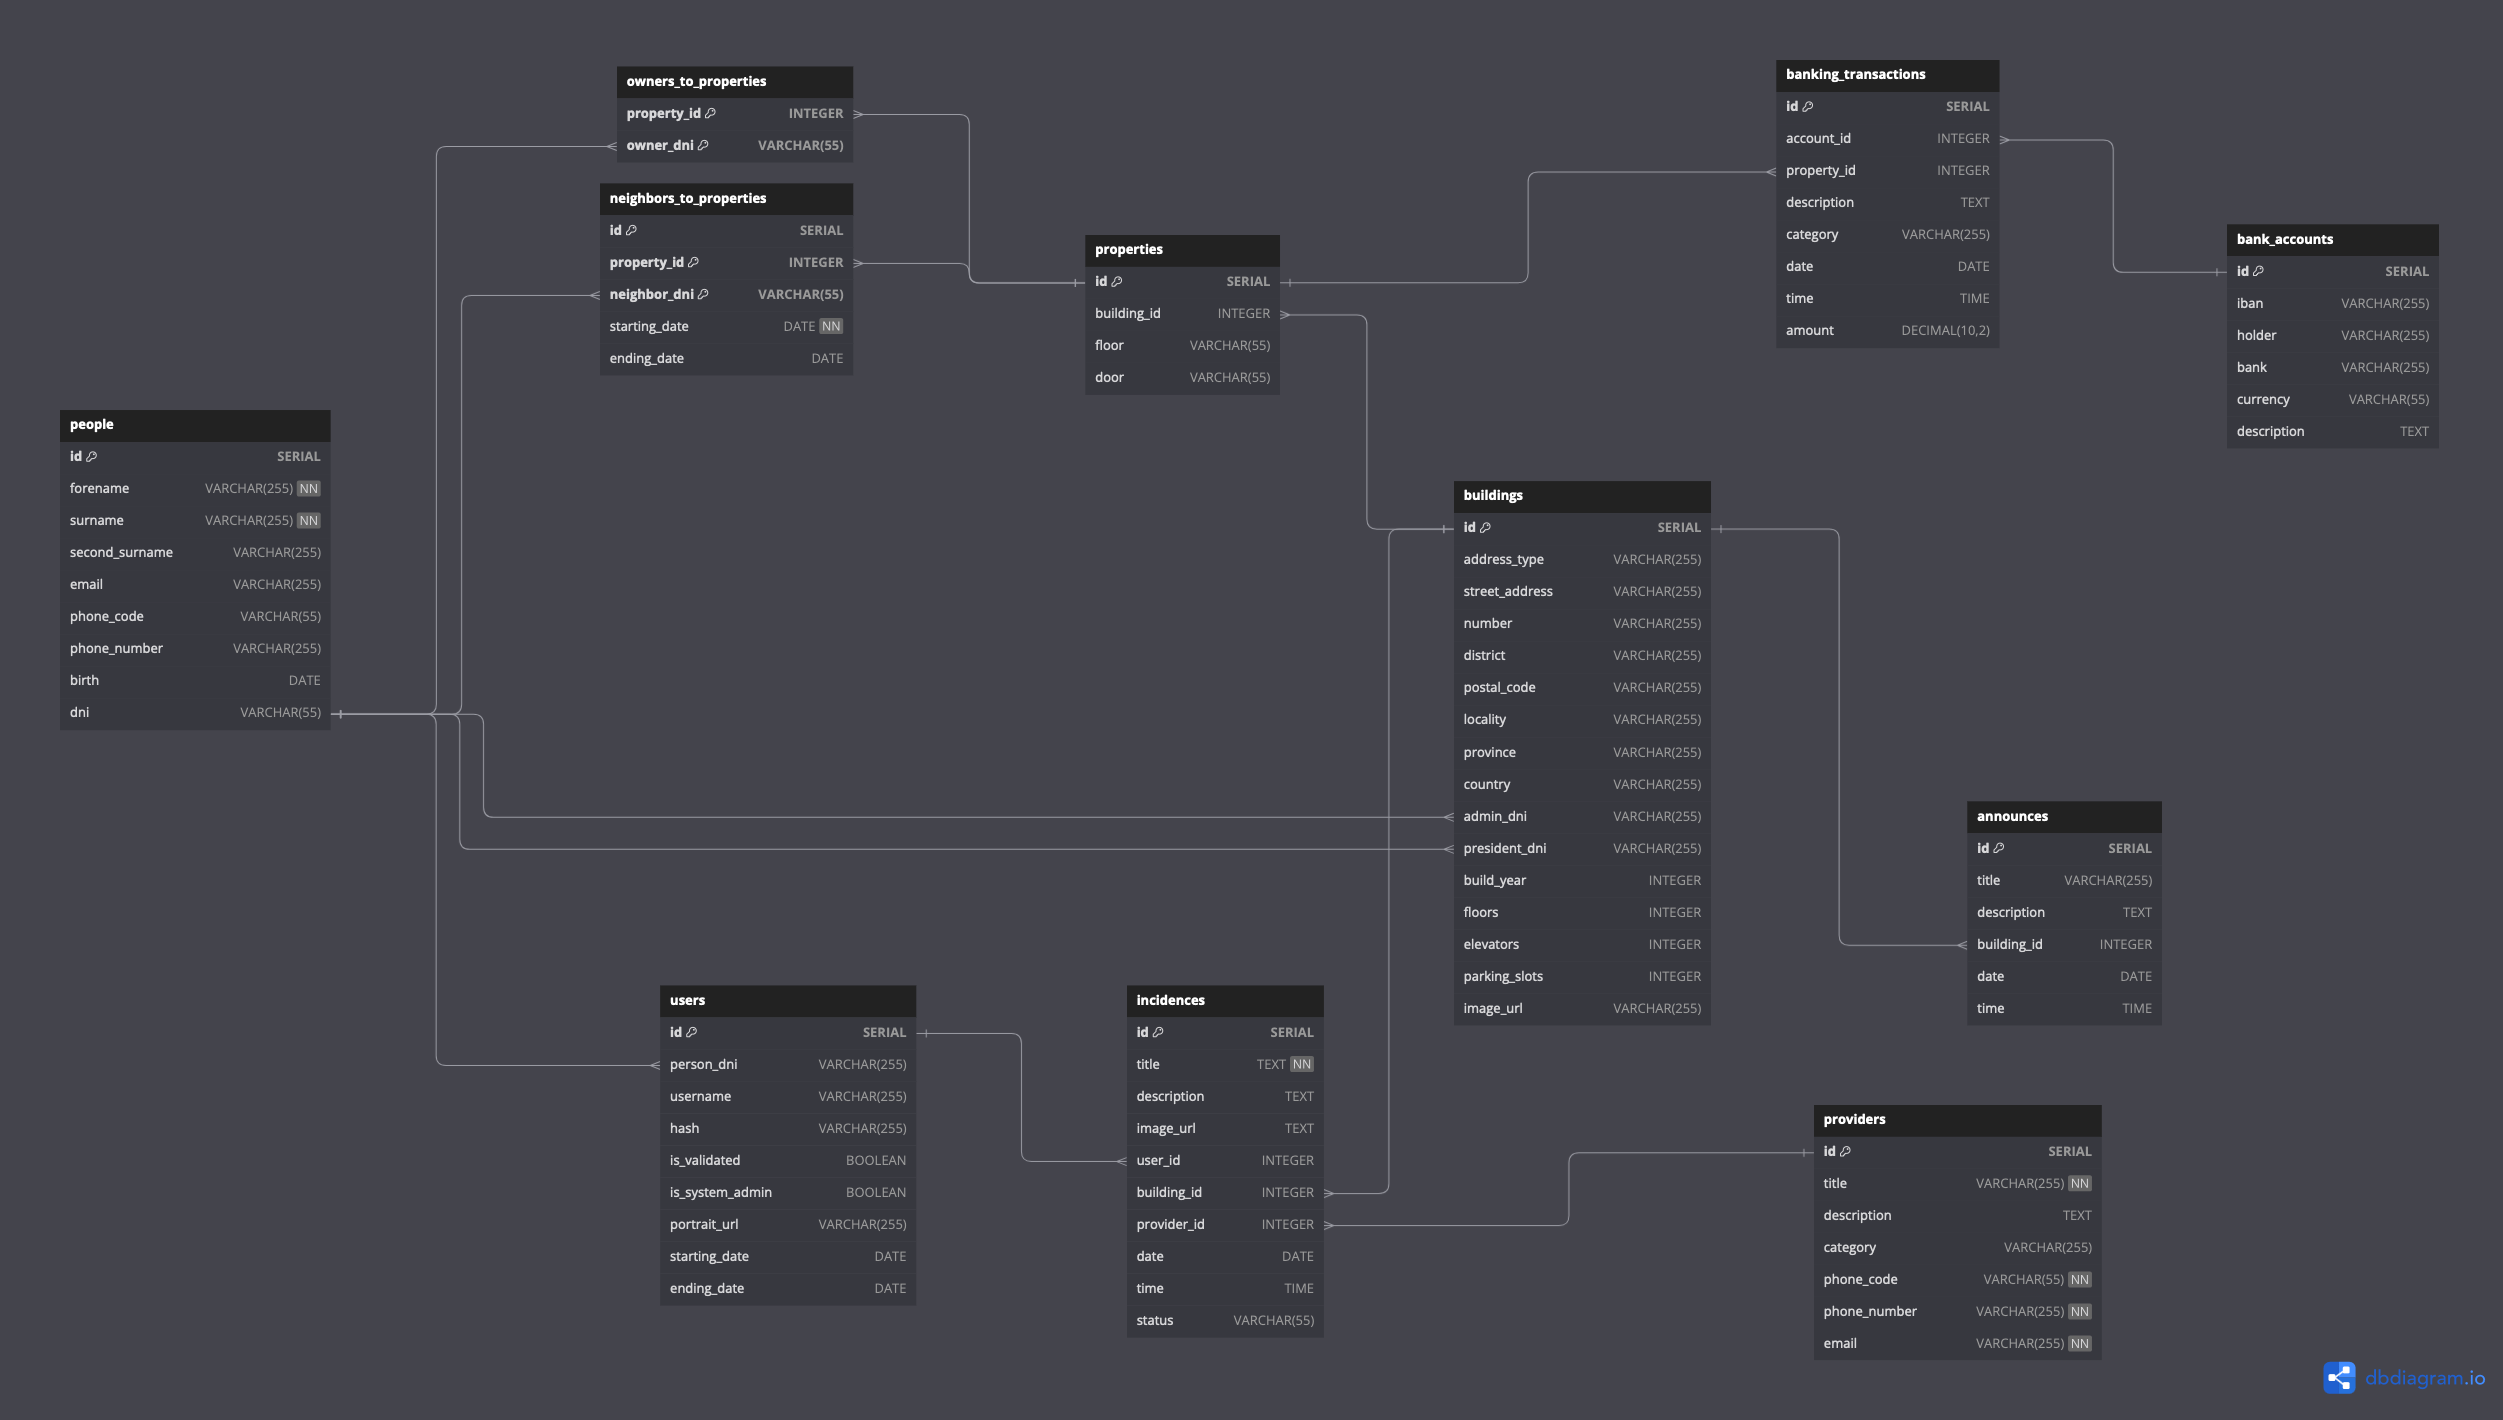 owners_to_properties
property_id INTEGER
owner_dni VARCHAR(55)
neighbors_to_properties
id SERIAL
property_id INTEGER
neighbor_dni VARCHAR(55)
starting_date DATE NN
ending_date DATE
people
id SERIAL
forename VARCHAR(255) NN
surname VARCHAR(255) NN
second_surname VARCHAR(255)
email VARCHAR(255)
phone_code VARCHAR(55)
phone_number VARCHAR(255)
birth DATE
dni VARCHAR(55)
properties
id SERIAL
building_id INTEGER
floor VARCHAR(55)
door VARCHAR(55)
banking_transactions
id SERIAL
account_id INTEGER
property_id INTEGER
description TEXT
category VARCHAR(255)
date DATE
time TIME
amount DECIMAL(10,2)
bank_accounts
id SERIAL
iban VARCHAR(255)
holder VARCHAR(255)
bank VARCHAR(255)
currency VARCHAR(55)
description TEXT
buildings
id SERIAL
address_type VARCHAR(255)
street_address VARCHAR(255)
number VARCHAR(255)
district VARCHAR(255)
postal_code VARCHAR(255)
locality VARCHAR(255)
province VARCHAR(255)
country VARCHAR(255)
admin_dni VARCHAR(255)
president_dni VARCHAR(255)
build_year INTEGER
floors INTEGER
elevators INTEGER
parking_slots INTEGER
image_url VARCHAR(255)
announces
id SERIAL
title VARCHAR(255)
description TEXT
building_id INTEGER
date DATE
time TIME
users
id SERIAL
person_dni VARCHAR(255)
username VARCHAR(255)
hash VARCHAR(255)
is_validated BOOLEAN
is_system_admin BOOLEAN
portrait_url VARCHAR(255)
starting_date DATE
ending_date DATE
incidences
id SERIAL
title TEXT NN
description TEXT
image_url TEXT
user_id INTEGER
building_id INTEGER
provider_id INTEGER
date DATE
time TIME
status VARCHAR(55)
providers
id SERIAL
title VARCHAR(255) NN
description TEXT
category VARCHAR(255)
phone_code VARCHAR(55) NN
phone_number VARCHAR(255) NN
email VARCHAR(255) NN
dbdiagram.io